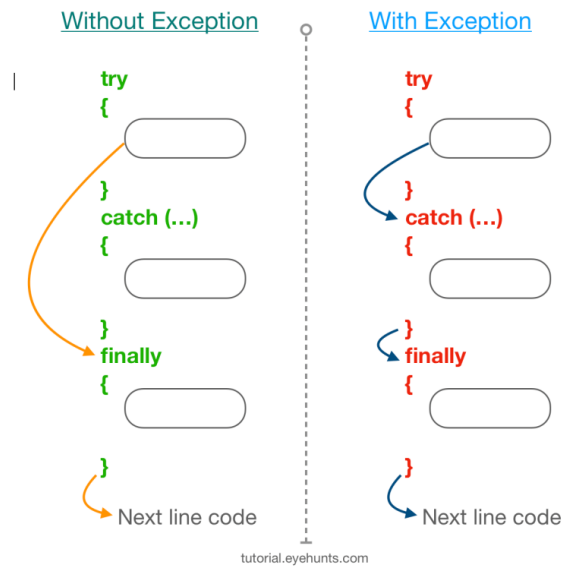 Without Exception
try
{
}
catch (...)
{
}
finally
{
}
Next line code
With Exception
try
{
}
catch (...)
{
}
finally
{
}
Next line code
tutorial.eyehunts.com